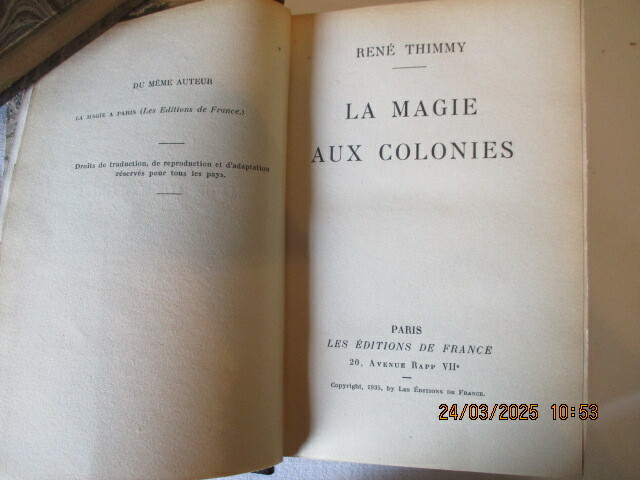 DU MÊME AUTEUR
LA MAGIE A PARIS (Les Editions de France.)
Droits de traduction, de reproduction et d'adaptation
réservés pour tous les pays.
RENÉ THIMMY
LA MAGIE
AUX COLONIES
PARIS
LES ÉDITIONS DE FRANCE
20, AVENUE RAPP VIIe
Copyright, 1935, by LES ÉDITIONS DE FRANCE.
24/03/2025 10:53